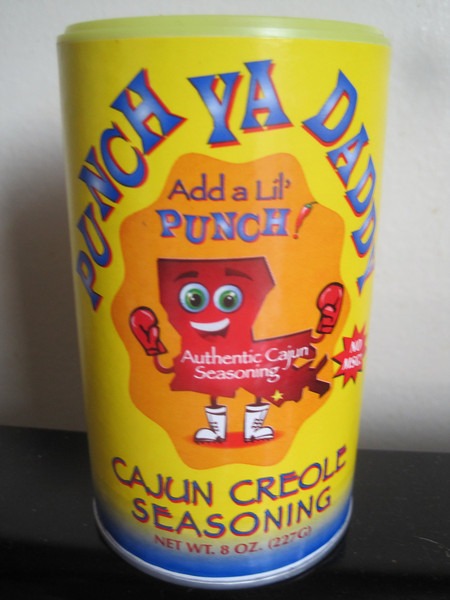 PUNCH YA DADDY
Add a Lil'
PUNCH!
Authentic Cajun
Seasoning
NO
MSG!
CAJUN CREOLE
SEASONING
NET WT. 8 OZ. (227G)